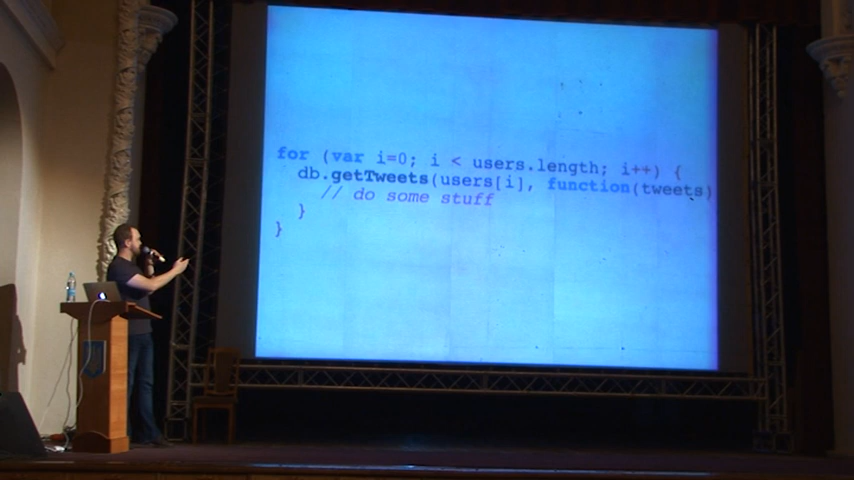 for (var i=0; i < users.length; i++) {
db.getTweets(users[i], function(tweets)
// do some stuff
}
}